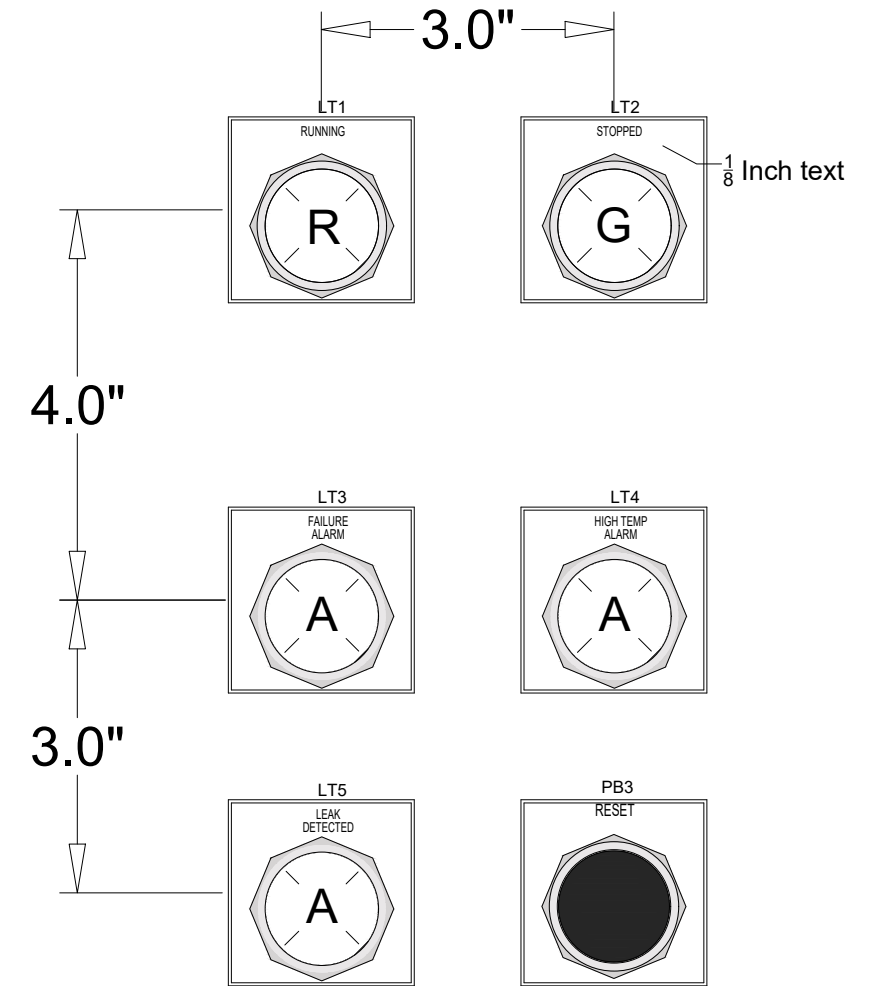 3.0"
LT1
LT2
RUNNING
STOPPED
1/8 Inch text
R
G
4.0"
LT3
LT4
FAILURE
ALARM
HIGH TEMP
ALARM
A
A
3.0"
LT5
PB3
LEAK
DETECTED
RESET
A